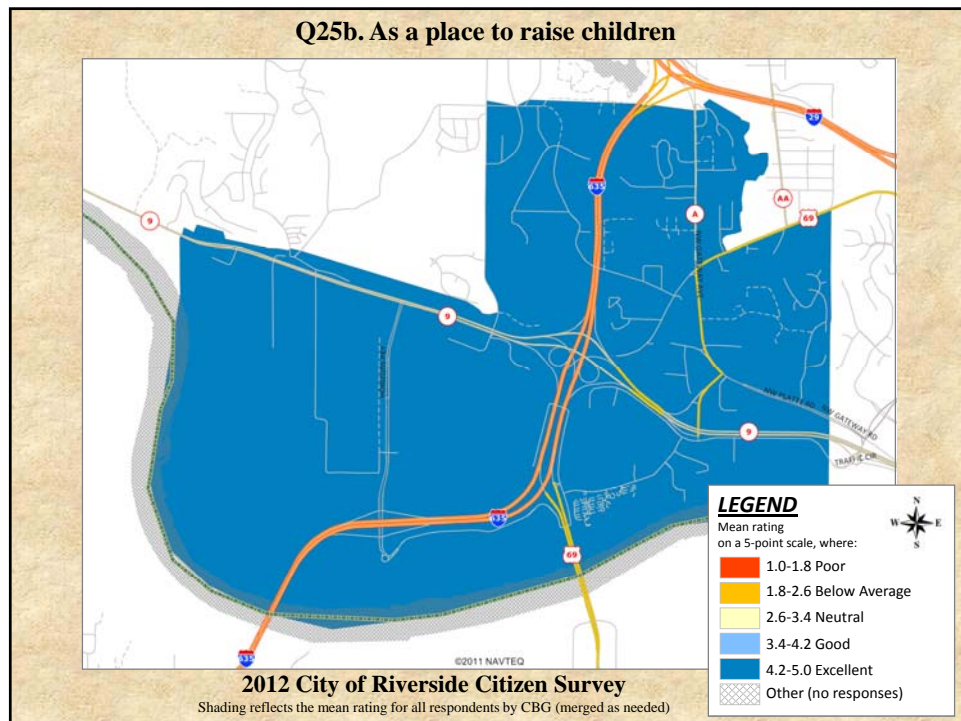 Q25b. As a place to raise children
29
635
AA
A
69
9
9
NW PLATTE RD
NW GATEWAY RD
9
TRAFFIC CIR
635
69
635
©2011 NAVTEQ
LEGEND
Mean rating
on a 5-point scale, where:
N
W E
S
1.0-1.8 Poor
1.8-2.6 Below Average
2.6-3.4 Neutral
3.4-4.2 Good
4.2-5.0 Excellent
Other (no responses)
2012 City of Riverside Citizen Survey
Shading reflects the mean rating for all respondents by CBG (merged as needed)